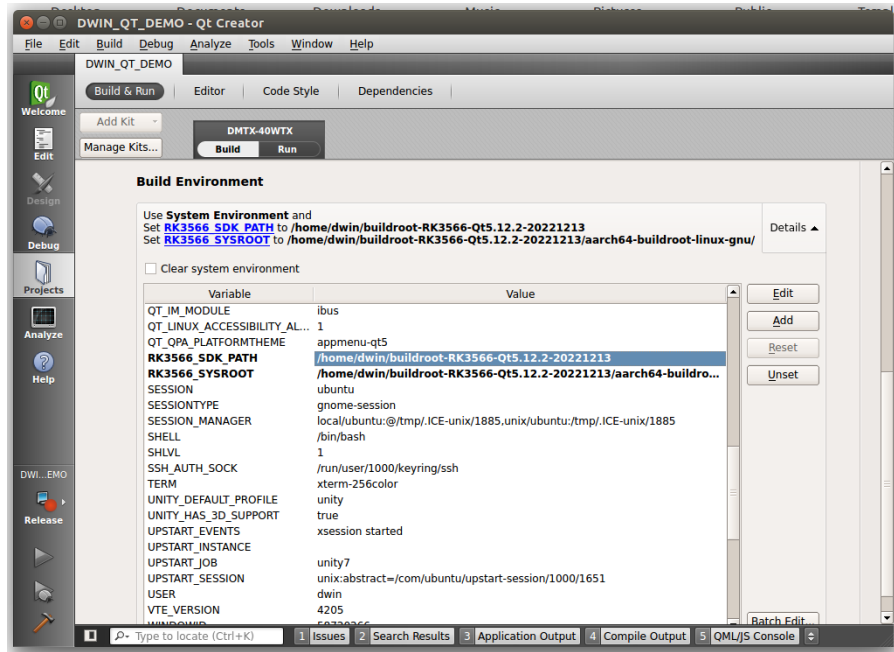 DWIN_QT_DEMO - Qt Creator
File Edit Build Debug Analyze Tools Window Help
DWIN_QT_DEMO
Build & Run Editor Code Style Dependencies
Welcome
Edit
Design
Debug
Projects
Analyze
Help
DWI...EMO
Release
Add Kit
Manage Kits...
DMTX-40WTX
Build Run
Build Environment
Use System Environment and
Set RK3566_SDK_PATH to /home/dwin/buildroot-RK3566-Qt5.12.2-20221213
Set RK3566_SYSROOT to /home/dwin/buildroot-RK3566-Qt5.12.2-20221213/aarch64-buildroot-linux-gnu/
Details
Clear system environment
Variable Value
QT_IM_MODULE ibus
QT_LINUX_ACCESSIBILITY_AL... 1
QT_QPA_PLATFORMTHEME appmenu-qt5
RK3566_SDK_PATH /home/dwin/buildroot-RK3566-Qt5.12.2-20221213
RK3566_SYSROOT /home/dwin/buildroot-RK3566-Qt5.12.2-20221213/aarch64-buildro...
SESSION ubuntu
SESSIONTYPE gnome-session
SESSION_MANAGER local/ubuntu:@/tmp/.ICE-unix/1885,unix/ubuntu:/tmp/.ICE-unix/1885
SHELL /bin/bash
SHLVL 1
SSH_AUTH_SOCK /run/user/1000/keyring/ssh
TERM xterm-256color
UNITY_DEFAULT_PROFILE unity
UNITY_HAS_3D_SUPPORT true
UPSTART_EVENTS xsession started
UPSTART_INSTANCE
UPSTART_JOB unity7
UPSTART_SESSION unix:abstract=/com/ubuntu/upstart-session/1000/1651
USER dwin
VTE_VERSION 4205
Edit
Add
Reset
Unset
Batch Edit...
Type to locate (Ctrl+K) 1 Issues 2 Search Results 3 Application Output 4 Compile Output 5 QML/JS Console